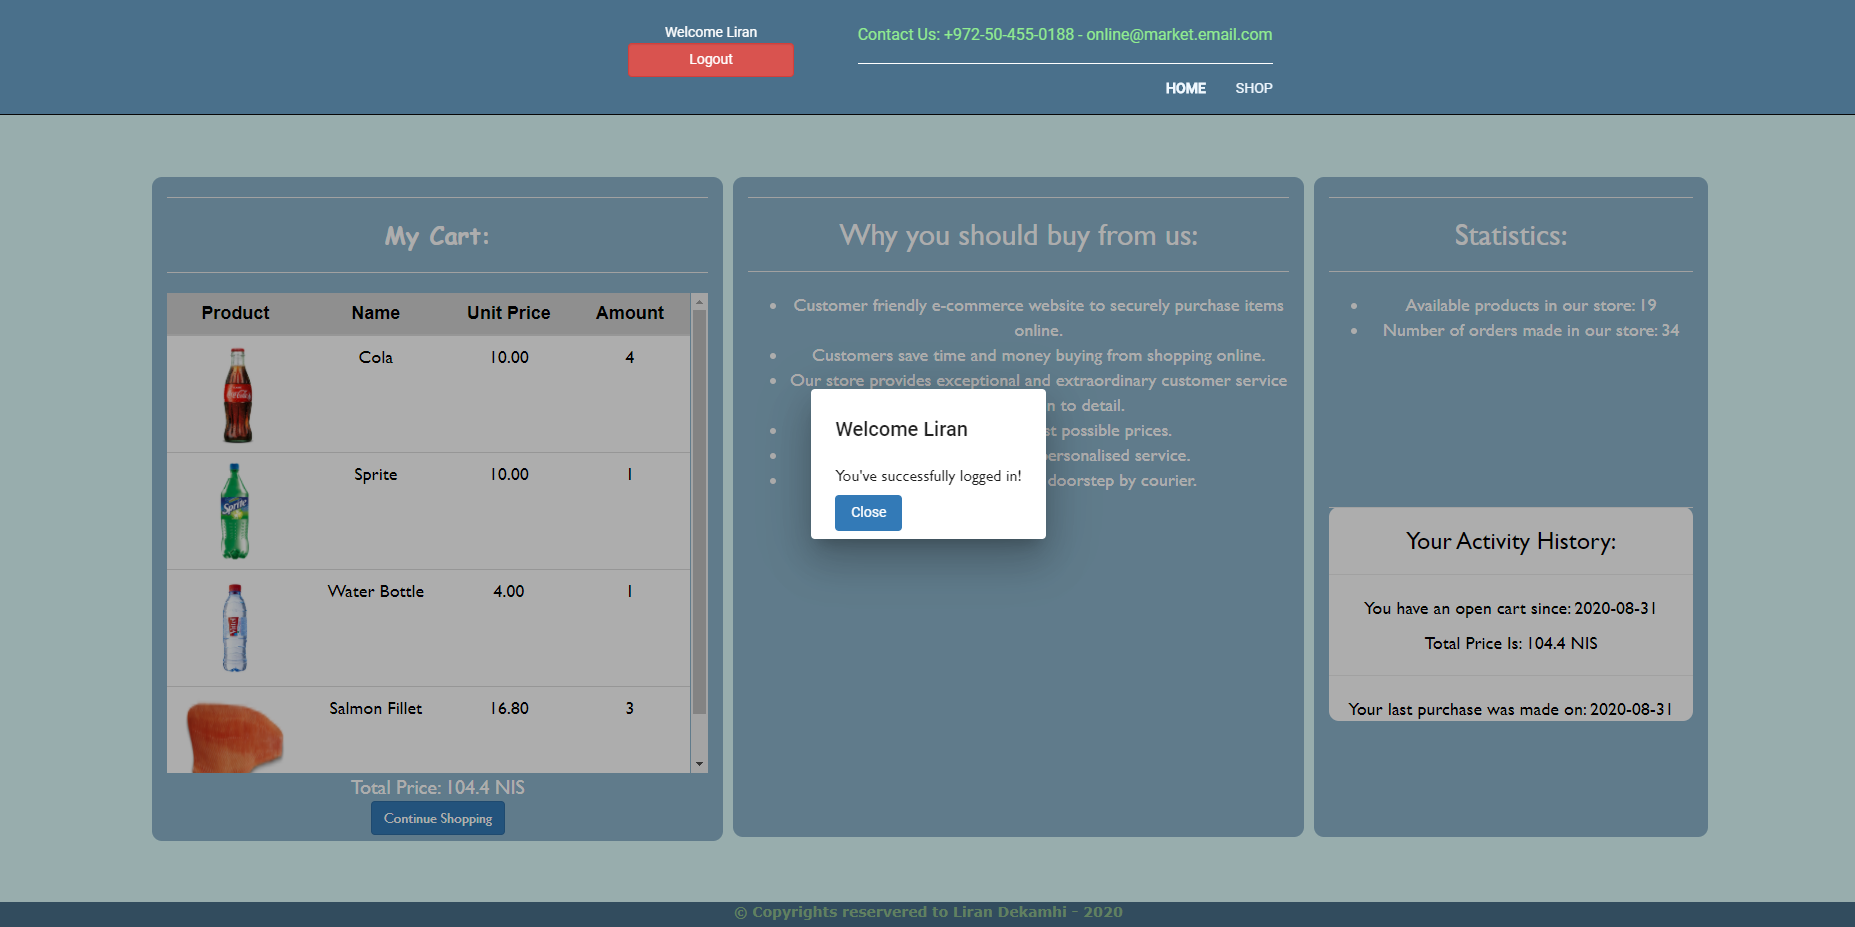 Welcome Liran
Logout
Contact Us: +972-50-455-0188 - online@market.email.com
HOME SHOP
My Cart:
Product Name Unit Price Amount
Coca-Cola
Cola 10.00 4
Sprite
Sprite 10.00 1
Water Bottle 4.00 1
Salmon Fillet 16.80 3
Total Price: 104.4 NIS
Continue Shopping
Why you should buy from us:
Customer friendly e-commerce website to securely purchase items
online.
Customers save time and money buying from shopping online.
Our store provides exceptional and extraordinary customer service
to detail.
possible prices.
service.
doorstep by courier.
Welcome Liran
You've successfully logged in!
Close
Statistics:
Available products in our store: 19
Number of orders made in our store: 34
Your Activity History:
You have an open cart since: 2020-08-31
Total Price Is: 104.4 NIS
Your last purchase was made on: 2020-08-31
© Copyrights reservered to Liran Dekamhi - 2020